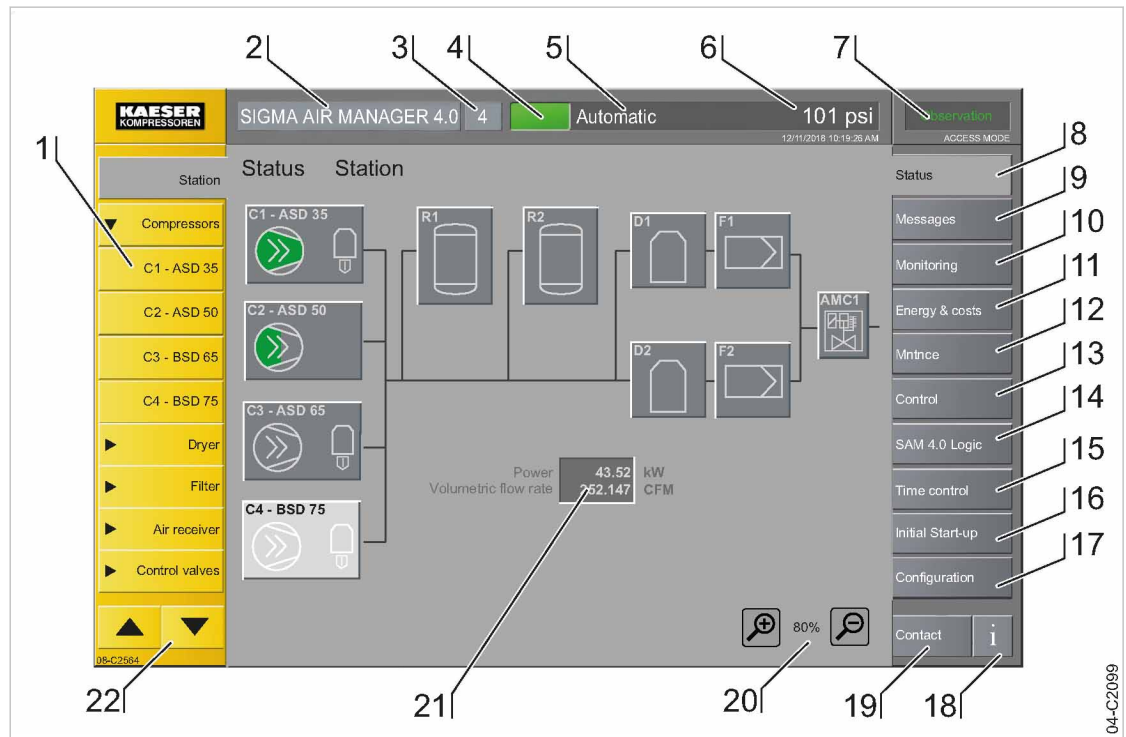 2
3
4
5
6
7
KAESER
KOMPRESSOREN
SIGMA AIR MANAGER 4.0
4
Automatic
101 psi
12/11/2018 10:19:26 AM
Observation
ACCESS MODE
1
Station
Compressors
C1 - ASD 35
C2 - ASD 50
C3 - BSD 65
C4 - BSD 75
Dryer
Filter
Air receiver
Control valves
08-C2564
22
Status Station
C1 - ASD 35
R1
R2
D1
F1
C2 - ASD 50
AMC1
D2
F2
C3 - ASD 65
Power 43.52 kW
Volumetric flow rate 252.147 CFM
C4 - BSD 75
80%
21
20
Status
8
Messages
9
Monitoring
10
Energy & costs
11
Mntnce
12
Control
13
SAM 4.0 Logic
14
Time control
15
Initial Start-up
16
Configuration
17
Contact
i
19
18
04-C2099